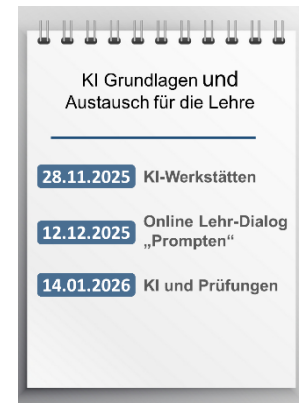 KI Grundlagen und
Austausch für die Lehre
28.11.2025 KI-Werkstätten
12.12.2025 Online Lehr-Dialog
„Prompten“
14.01.2026 KI und Prüfungen